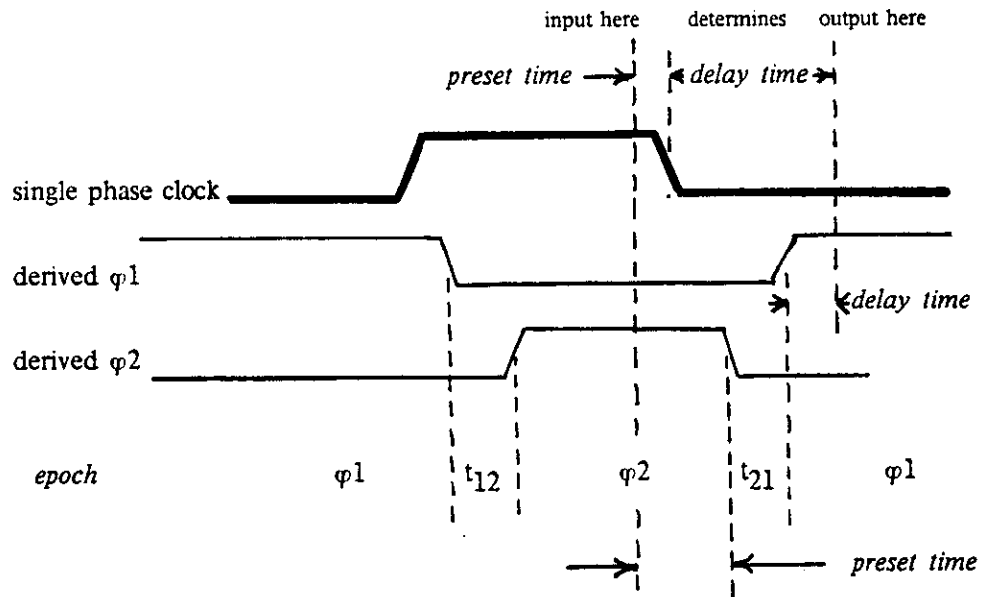 input here determines output here
preset time delay time
single phase clock
derived φ1
delay time
derived φ2
epoch φ1 t12 φ2 t21 φ1
preset time